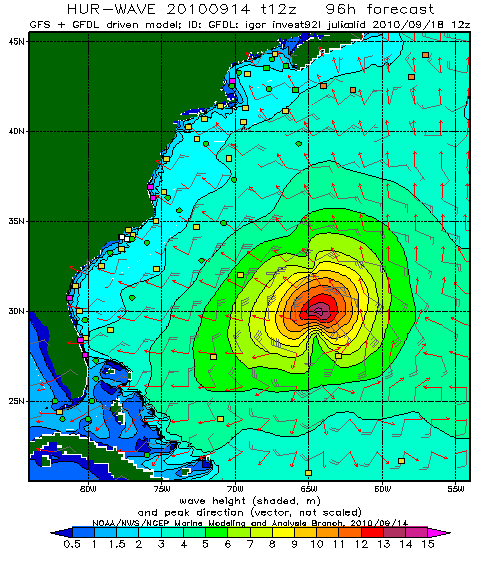 HUR-WAVE 20100914 t12z 96h forecast
GFS + GFDL driven model; ID: GFDL: igor invest92l julialid 2010/09/18 12z
45N
40N
35N
30N
25N
80W 75W 70W 65W 60W 55W
wave height (shaded, m)
and peak direction (vector, not scaled)
NOAA/NWS/NCEP Marine Modeling and Analysis Branch, 2010/09/14
0.5 1 1.5 2 3 4 5 6 7 8 9 10 11 12 13 14 15